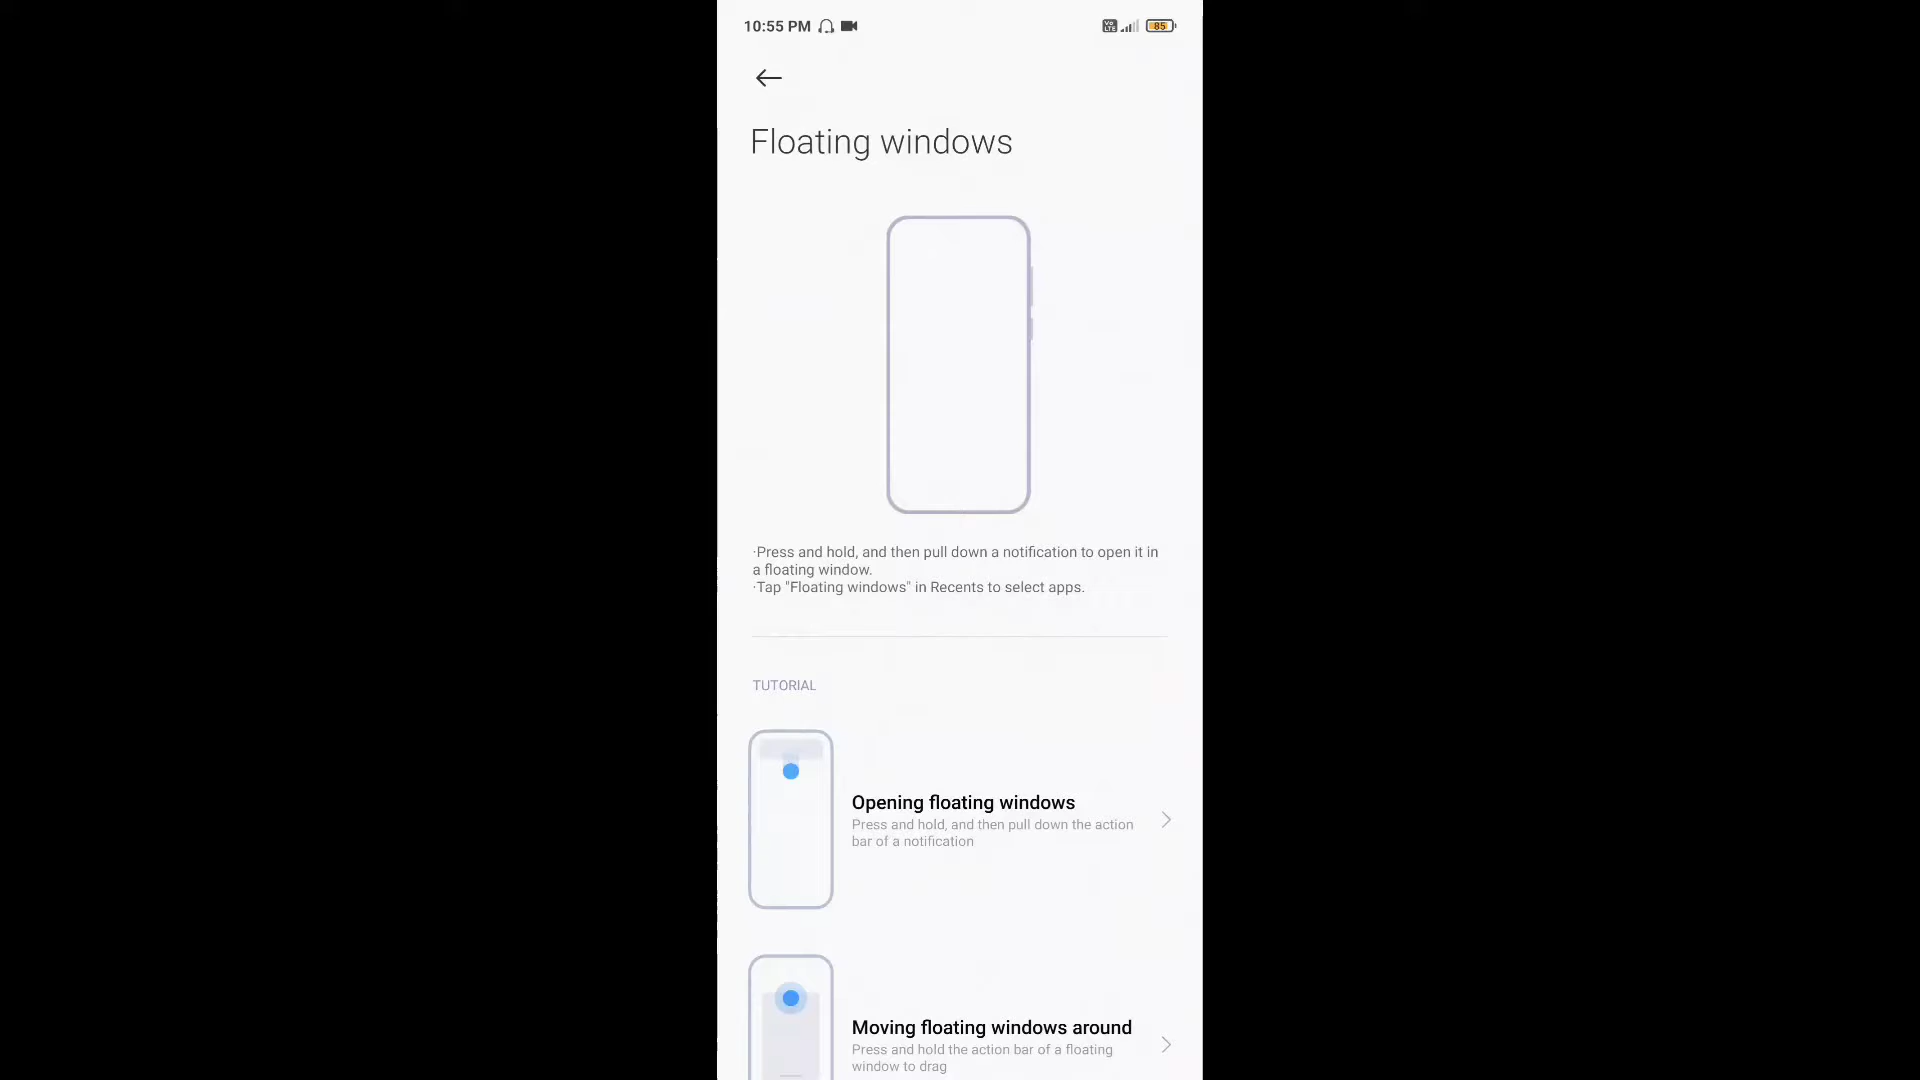 10:55 PM
Vo
LTE
85
Floating windows
·Press and hold, and then pull down a notification to open it in
a floating window.
·Tap "Floating windows" in Recents to select apps.
TUTORIAL
Opening floating windows
Press and hold, and then pull down the action
bar of a notification
Moving floating windows around
Press and hold the action bar of a floating
window to drag